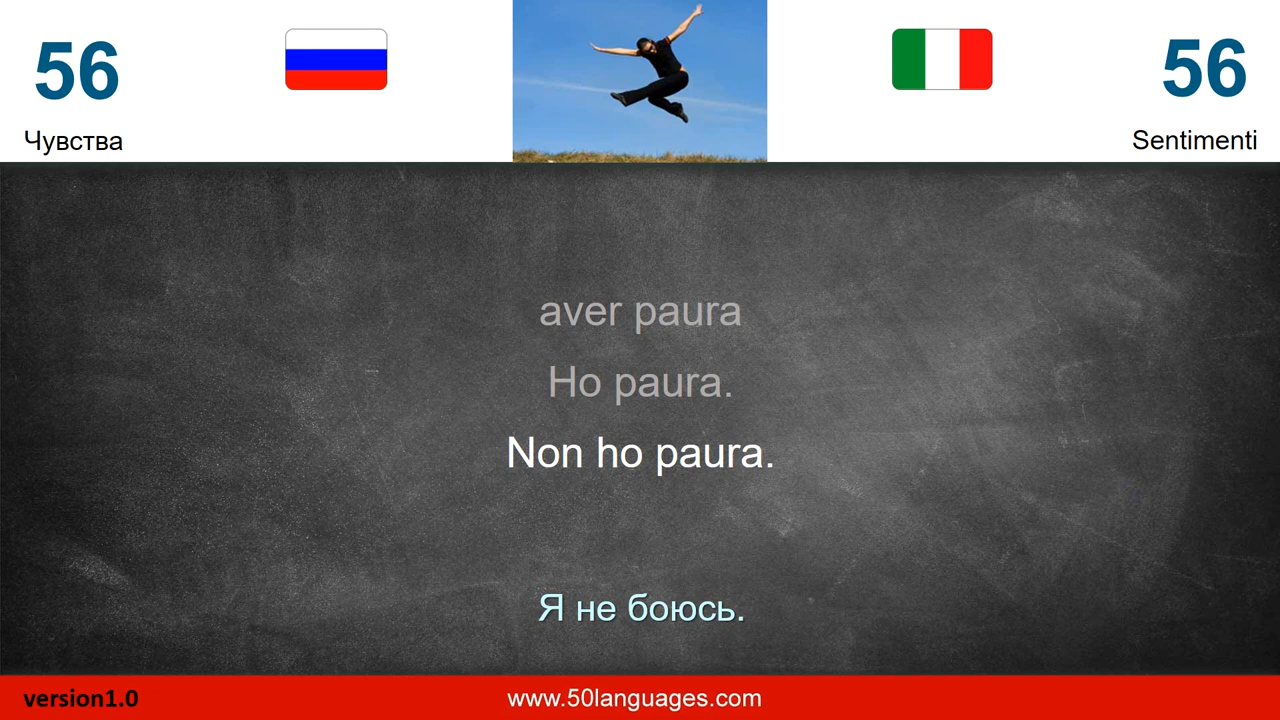 56
56
Чувства
Sentimenti
aver paura
Ho paura.
Non ho paura.
Я не боюсь.
version1.0
www.50languages.com